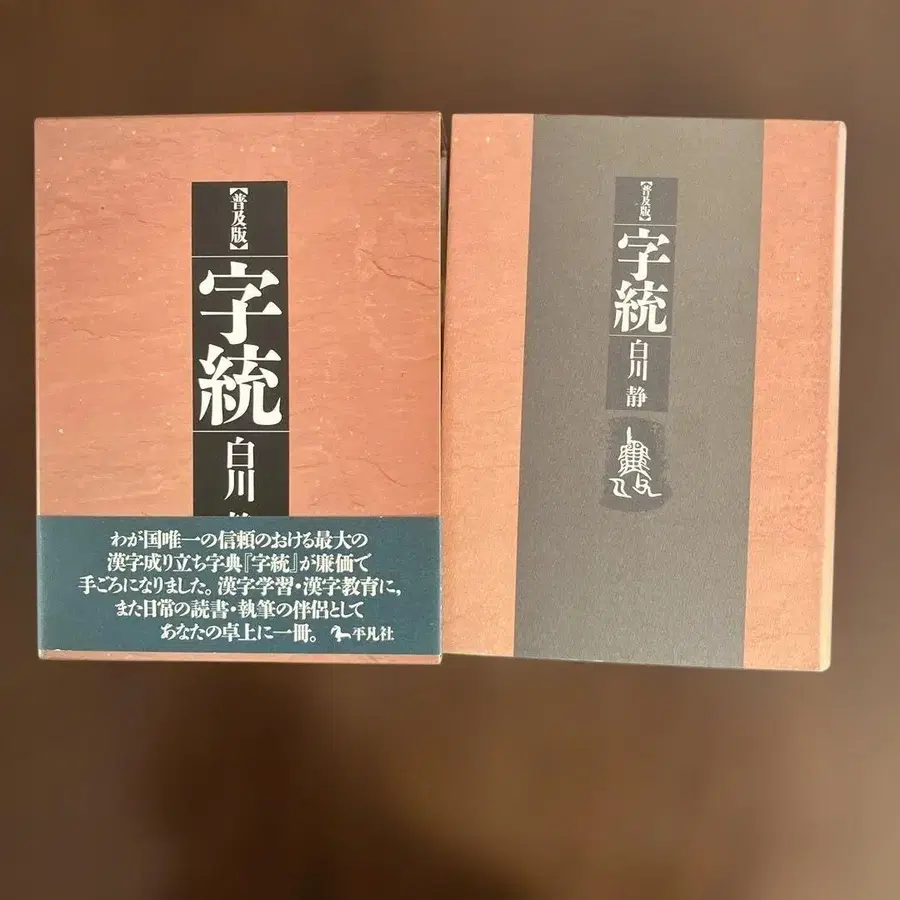 【普及版】
字統
白川
わが国唯一の信頼のおける最大の
漢字成り立ち字典『字統』が廉価で
手ごろになりました。漢字学習・漢字教育に、
また日常の読書・執筆の伴侶として
あなたの卓上に一冊。 平凡社
【普及版】
字統
白川静